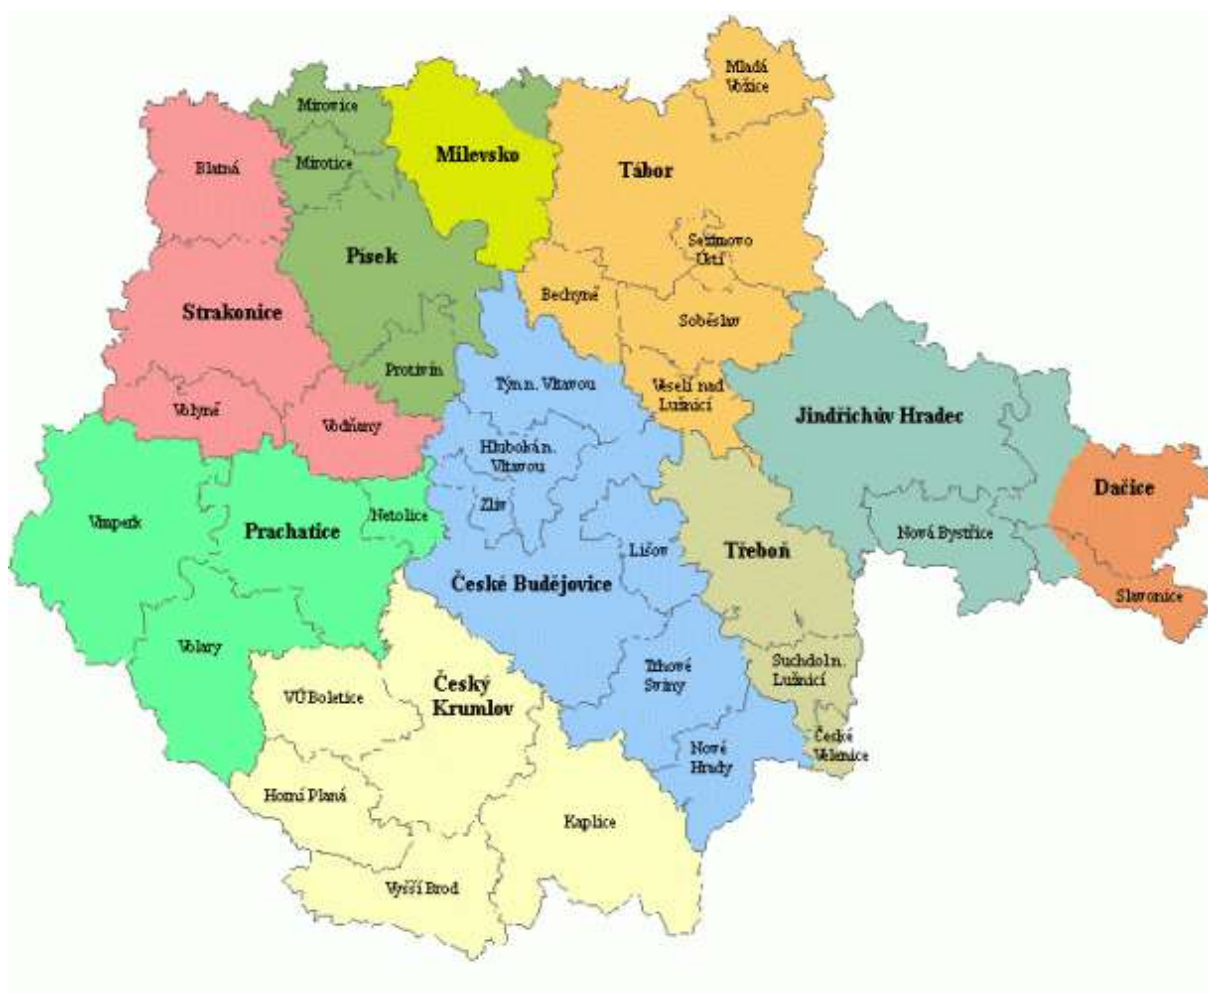 Mladá
Vožice
Mirovice
Milevsko
Mirotice
Blatná
Tábor
Sezimovo
Ústí
Písek
Bechyně
Strakonice
Soběslav
Protivín
Týn n. Vltavou
Veselí nad
Lužnicí
Volyně
Vodňany
Jindřichův Hradec
Hluboká n.
Vltavou
Dačice
Zliv
Netolice
Vimperk
Prachatice
Nová Bystřice
Lišov
Třeboň
České Budějovice
Slavonice
Volary
Trhové
Sviny
Suchdol n.
Lužnicí
Český
Krumlov
VÚ Boletice
České
Velenice
Nové
Hrady
Horní Planá
Kaplice
Vyšší Brod